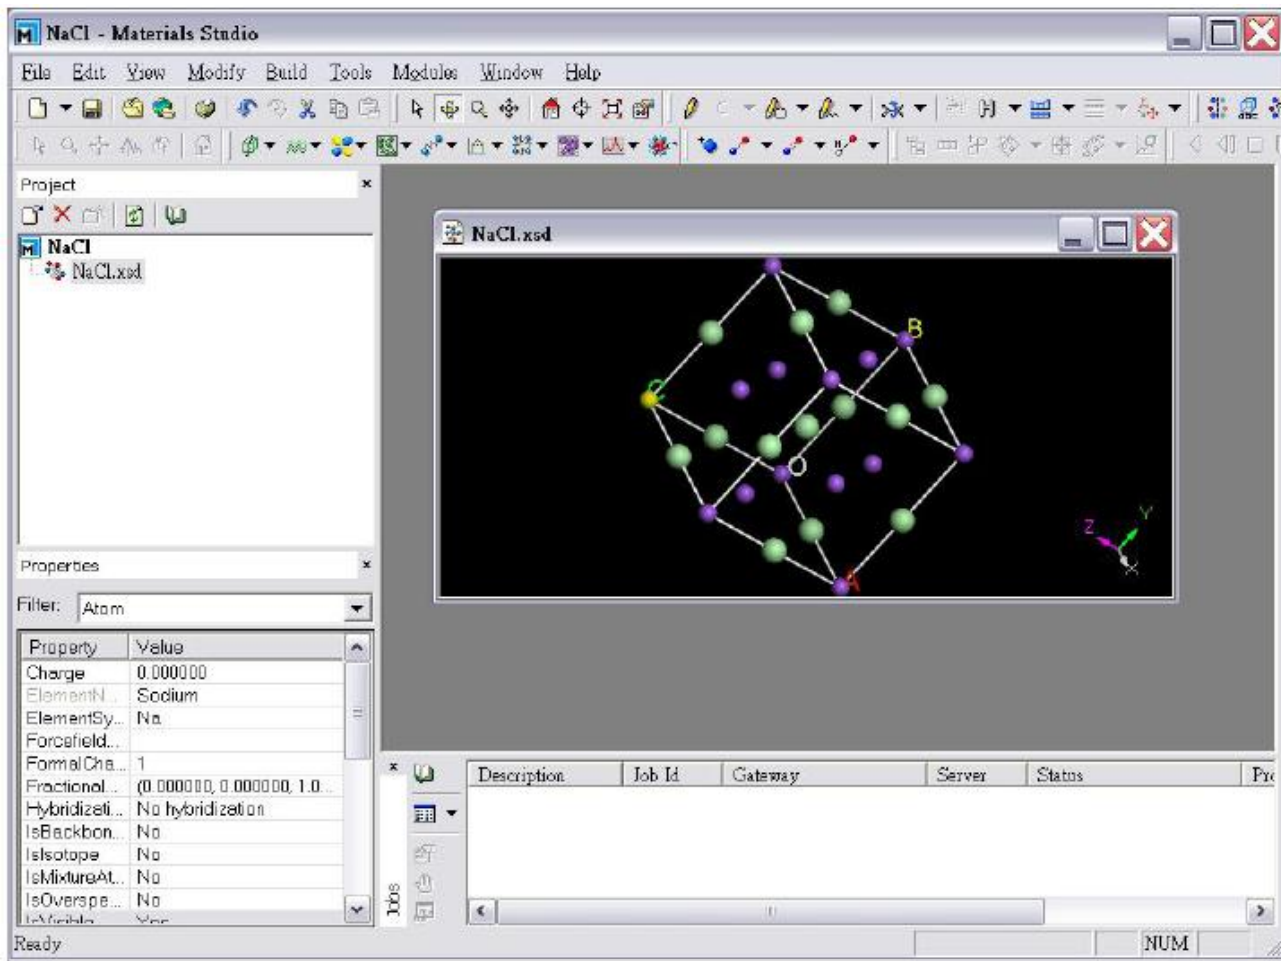 NaCl - Materials Studio
File Edit View Modify Build Tools Modules Window Help
Project
NaCl
NaCl.xsd
NaCl.xsd
B
C
O
A
Z Y
X
Properties
Filter: Atom
Property Value
Charge 0.000000
ElementN... Sodium
ElementSy... Na
Forcefield...
FormalCha... 1
Fractional... (0.000000, 0.000000, 1.0...
Hybridizati... No hybridization
IsBackbon... No
IsIsotope No
IsMixtureAt... No
IsOverspe... No
IsVisible Yes
Jobs
Description Job Id Gateway Server Status Pro
Ready NUM